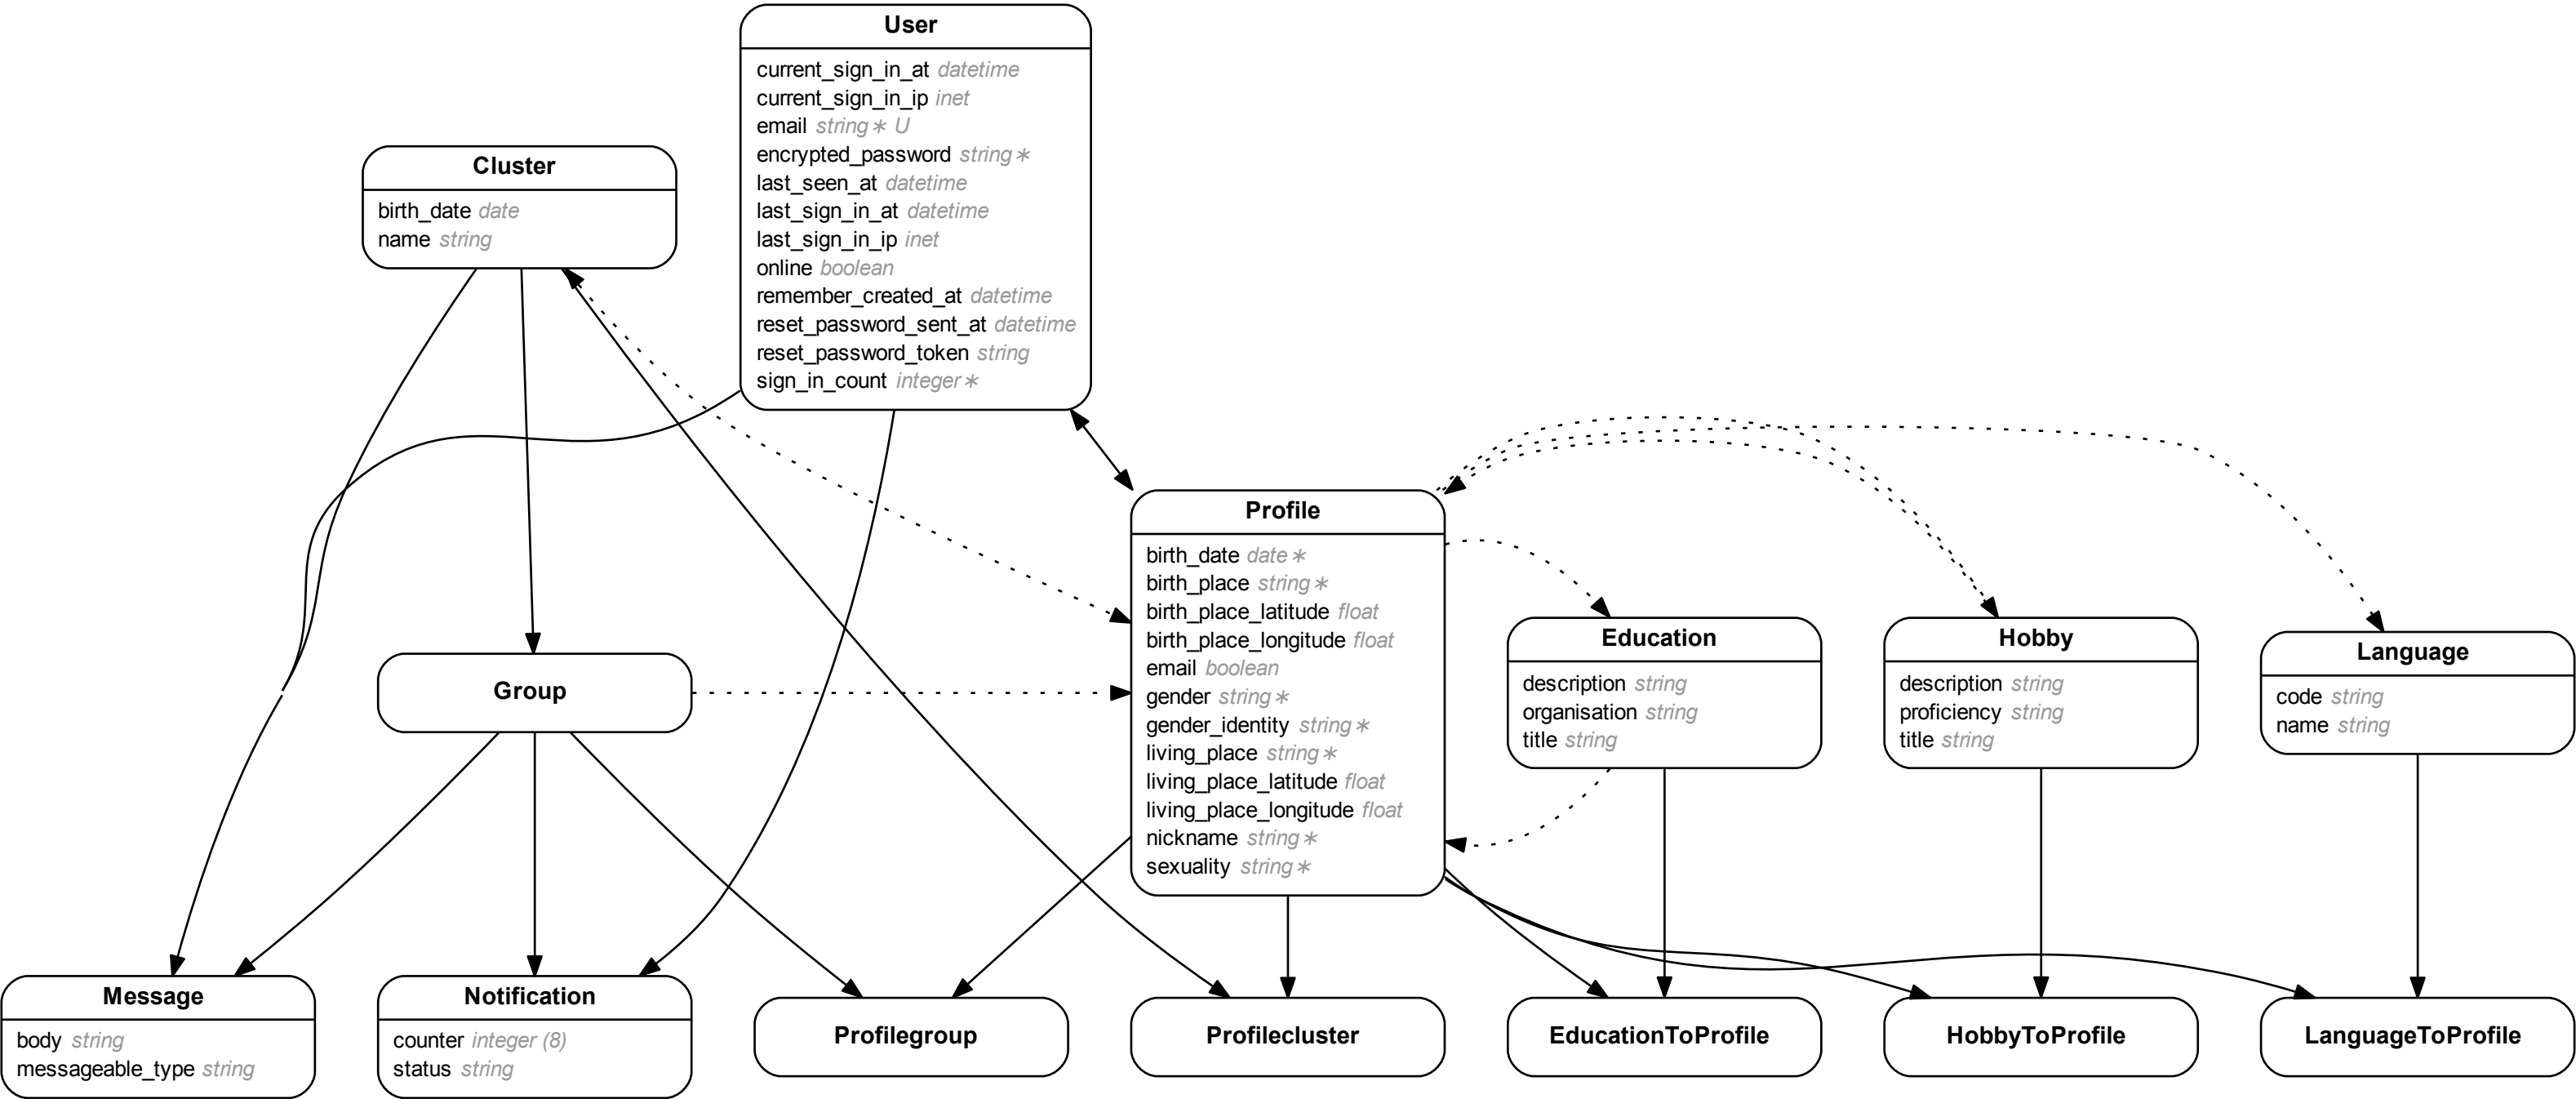 User
current_sign_in_at datetime
current_sign_in_ip inet
email string∗ U
encrypted_password string∗
last_seen_at datetime
last_sign_in_at datetime
last_sign_in_ip inet
online boolean
remember_created_at datetime
reset_password_sent_at datetime
reset_password_token string
sign_in_count integer∗
Cluster
birth_date date
name string
Profile
birth_date date∗
birth_place string∗
birth_place_latitude float
birth_place_longitude float
email boolean
gender string∗
gender_identity string∗
living_place string∗
living_place_latitude float
living_place_longitude float
nickname string∗
sexuality string∗
Education
description string
organisation string
title string
Hobby
description string
proficiency string
title string
Language
code string
name string
Group
Message
body string
messageable_type string
Notification
counter integer (8)
status string
Profilegroup
Profilecluster
EducationToProfile
HobbyToProfile
LanguageToProfile